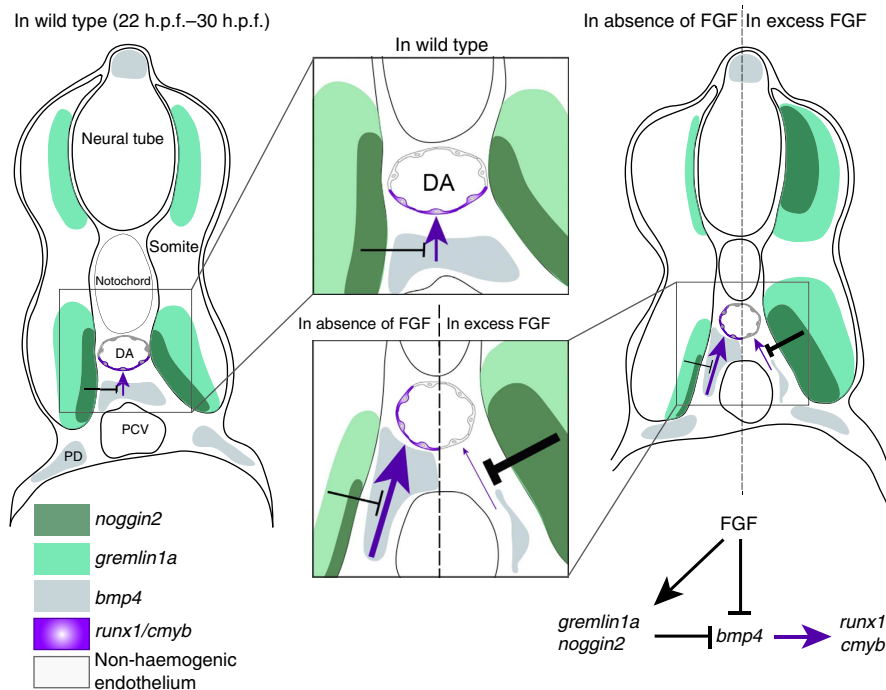 In wild type (22 h.p.f.–30 h.p.f.)
Neural tube
Somite
Notochord
DA
PCV
PD
In wild type
DA
In absence of FGF
In excess FGF
In absence of FGF
In excess FGF
noggin2
gremlin1a
bmp4
runx1/cmyb
Non-haemogenic
endothelium
FGF
gremlin1a
noggin2
bmp4
runx1
cmyb